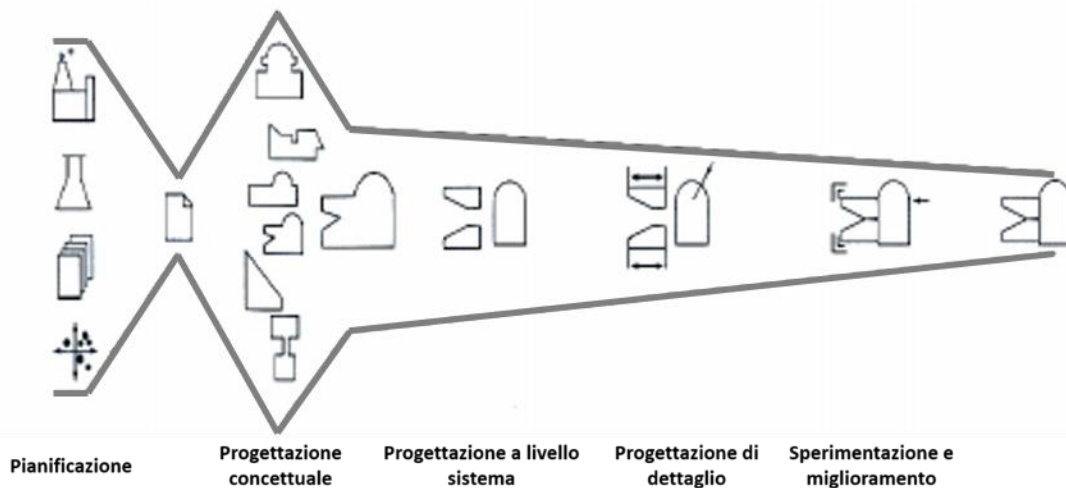 Pianificazione
Progettazione
concettuale
Progettazione a livello
sistema
Progettazione di
dettaglio
Sperimentazione e
miglioramento